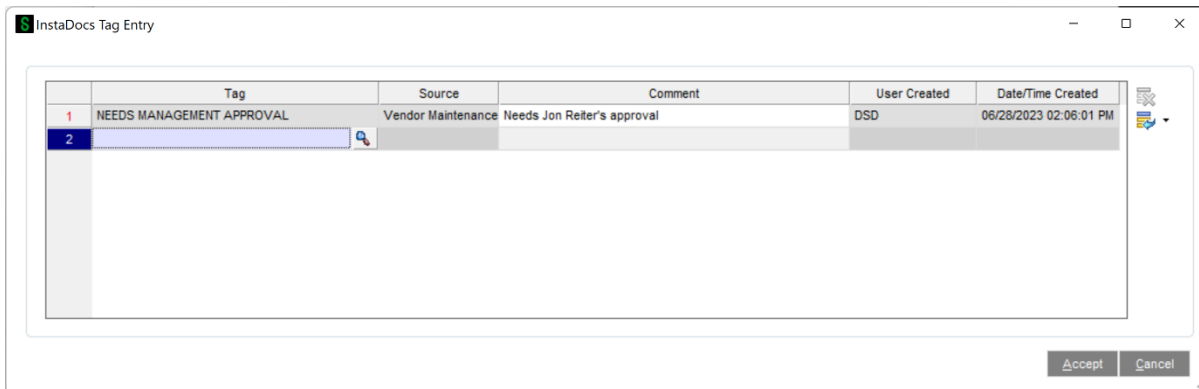 S InstaDocs Tag Entry
Tag Source Comment User Created Date/Time Created
1 NEEDS MANAGEMENT APPROVAL Vendor Maintenance Needs Jon Reiter's approval DSD 06/28/2023 02:06:01 PM
2
Accept Cancel